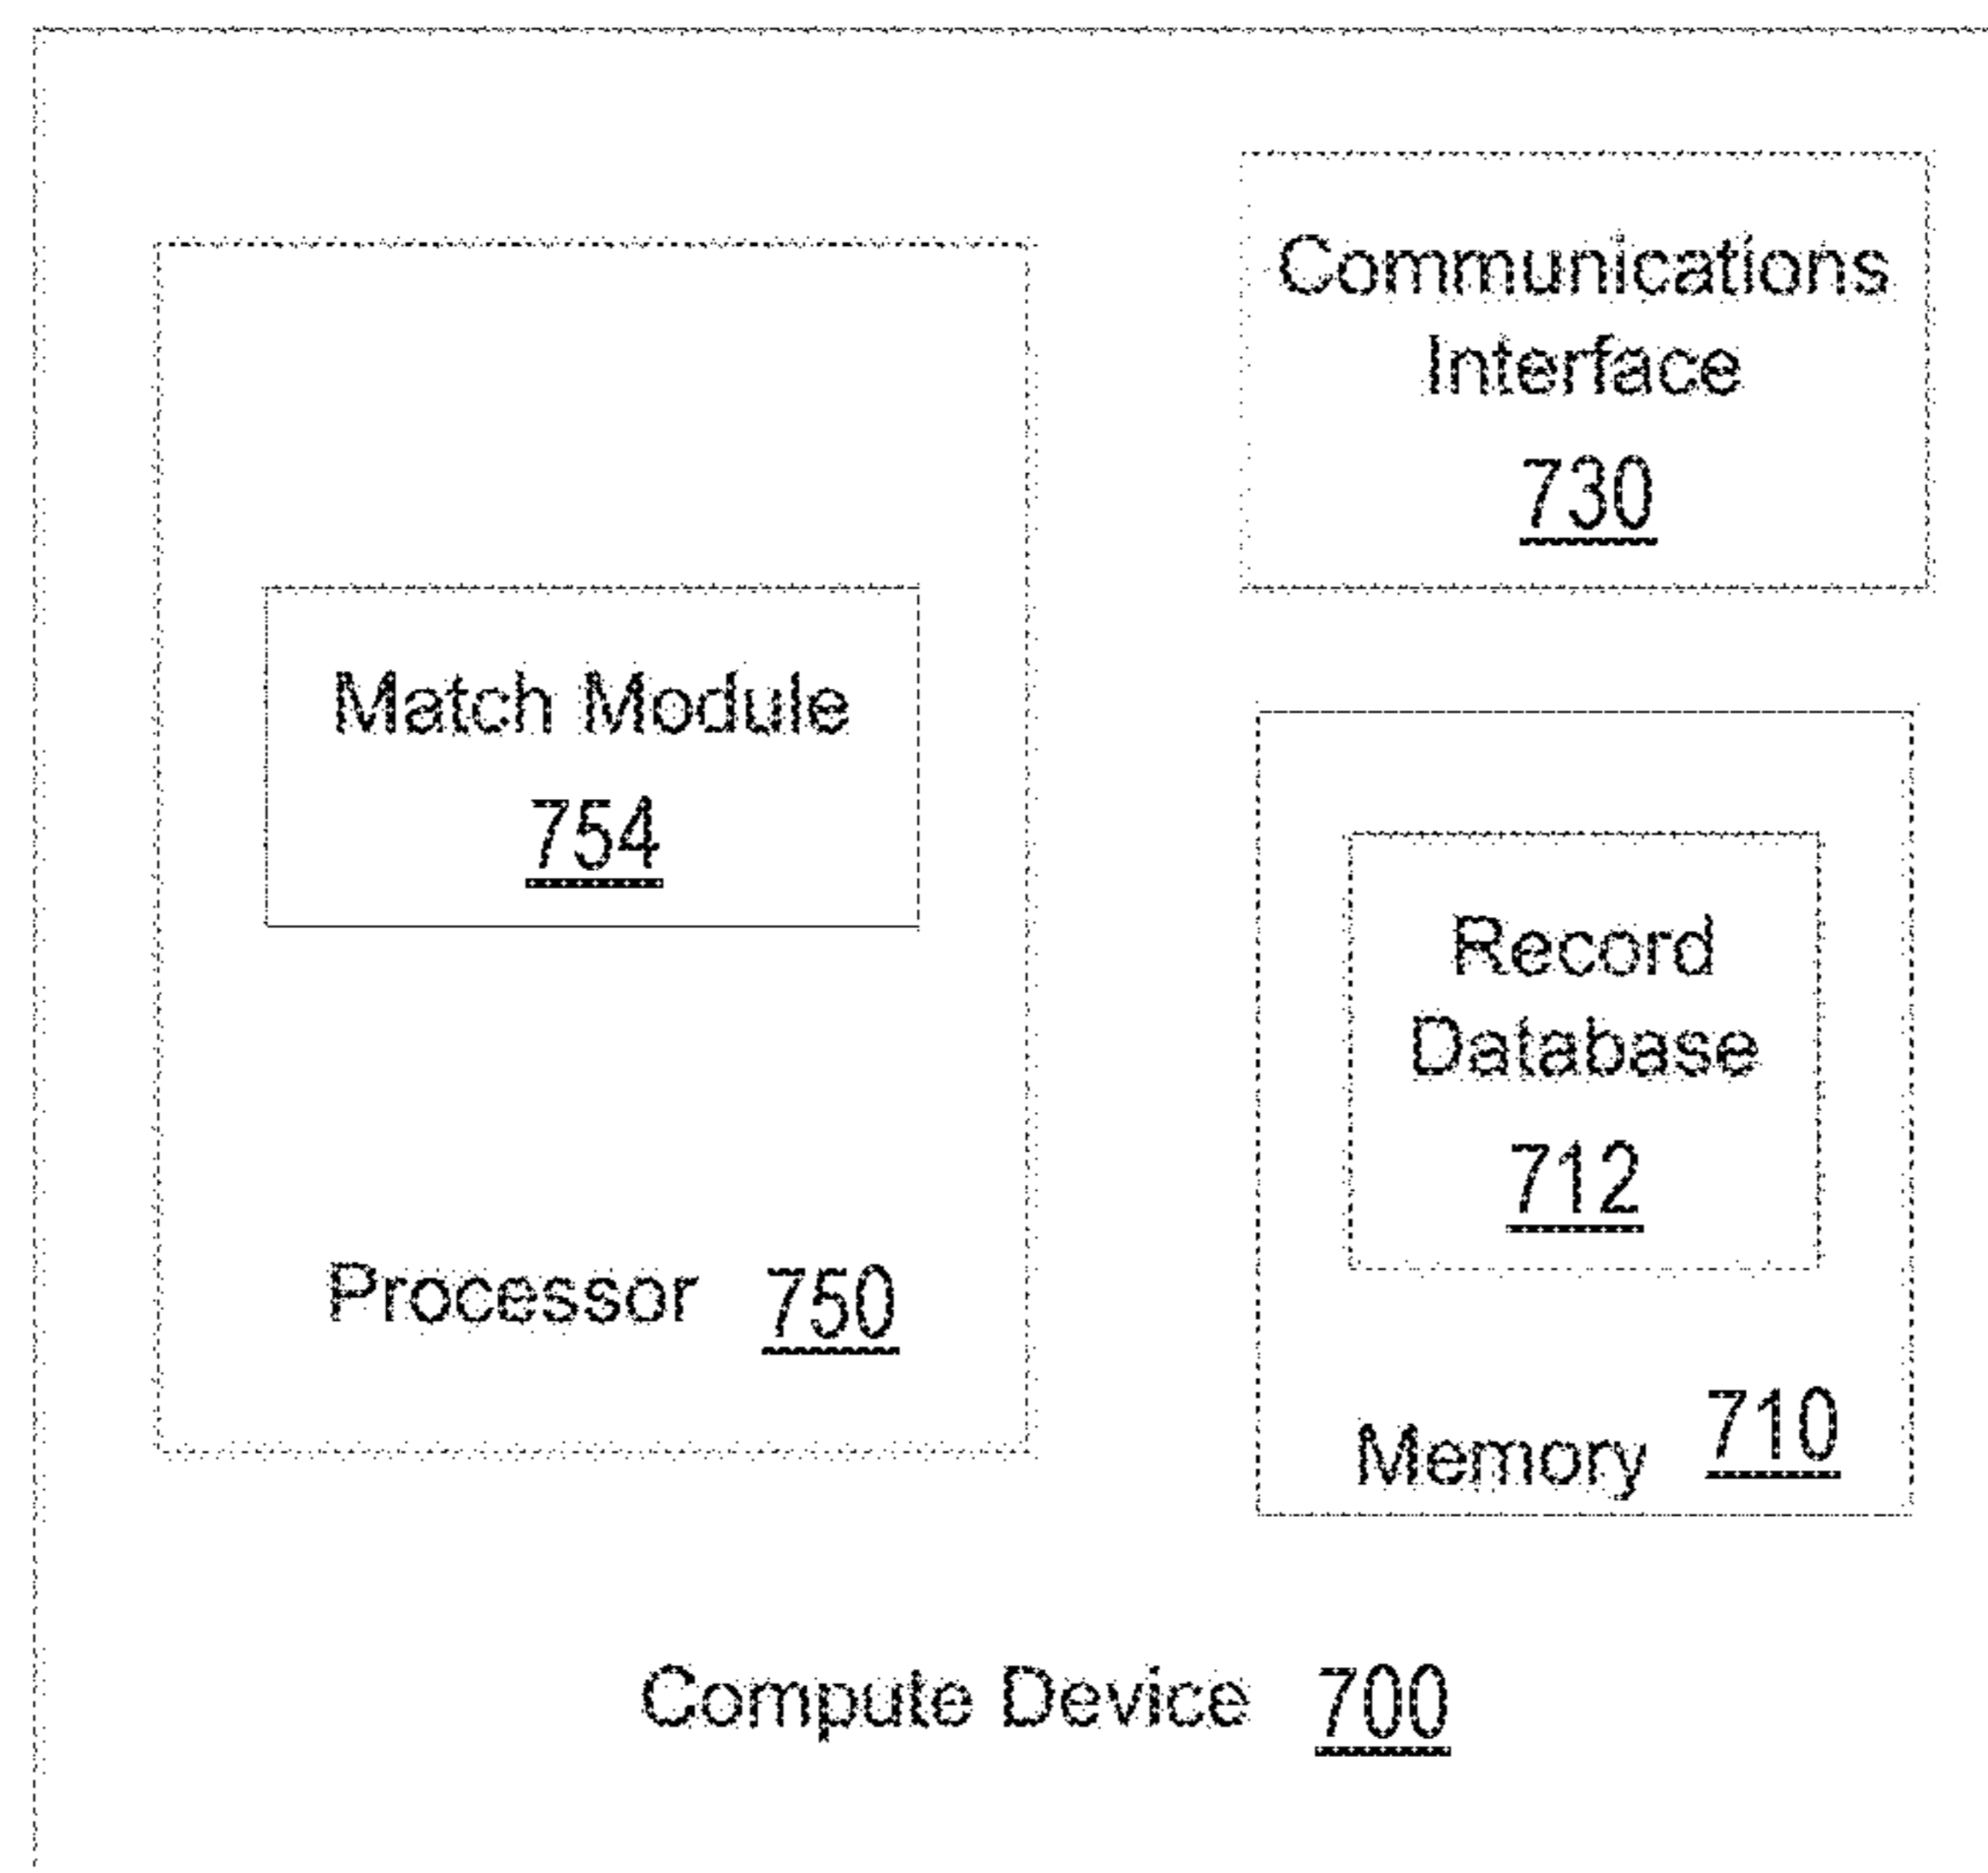 Communications
Interface
730
Match Module
754
Record
Database
712
Processor 750
Memory 710
Compute Device 700